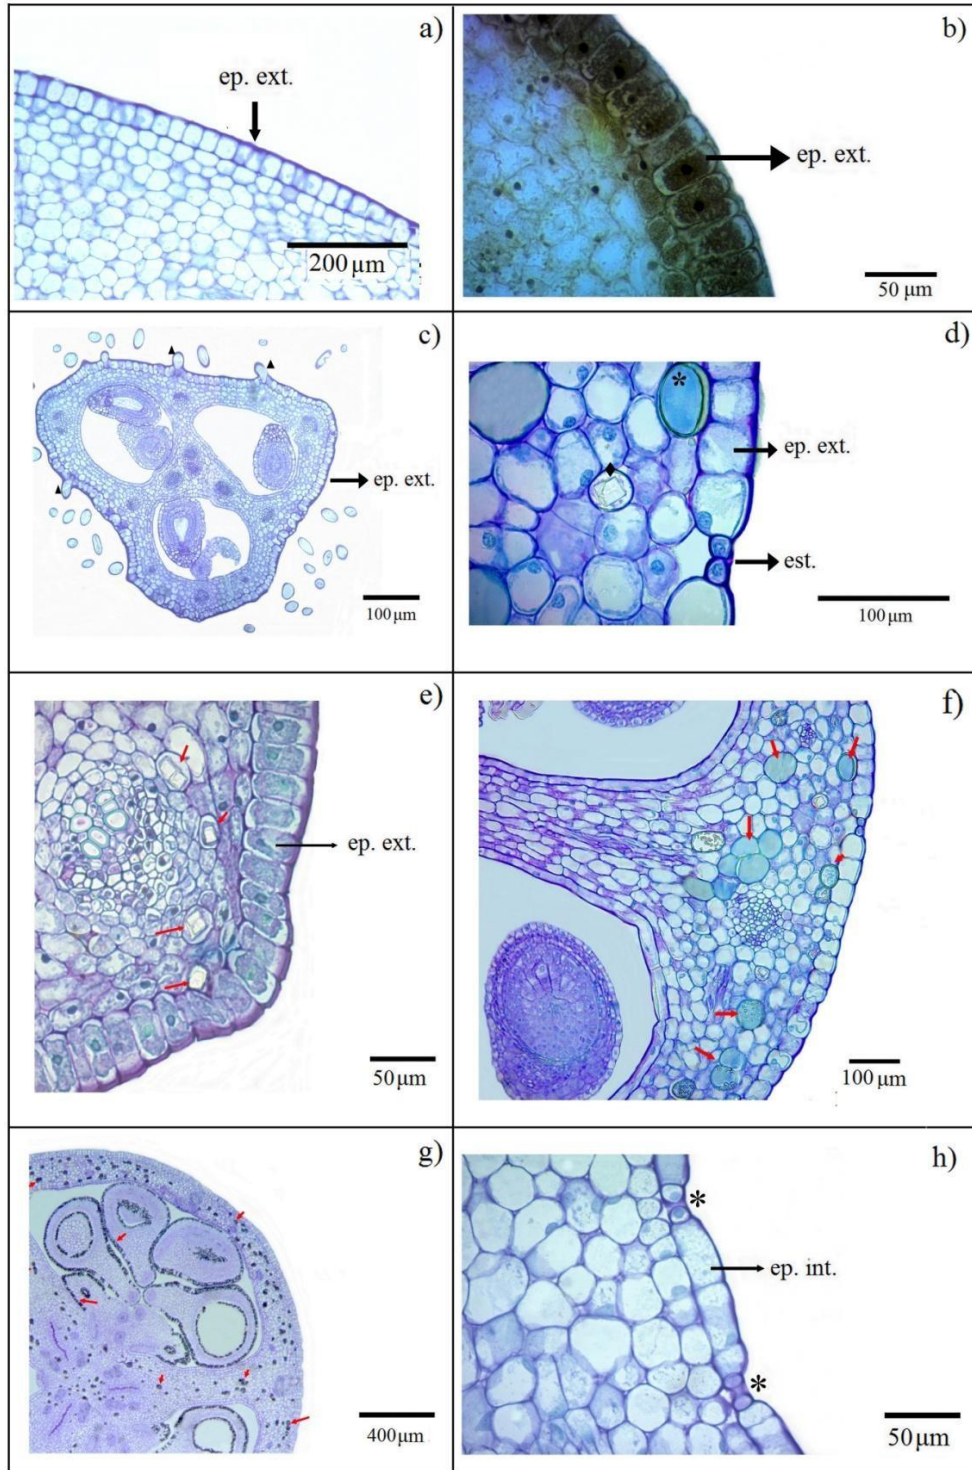 a)
ep. ext.
200 µm
b)
ep. ext.
50 µm
c)
ep. ext.
100 µm
d)
*
ep. ext.
est.
100 µm
e)
ep. ext.
50 µm
f)
100 µm
g)
400 µm
h)
*
ep. int.
*
50 µm